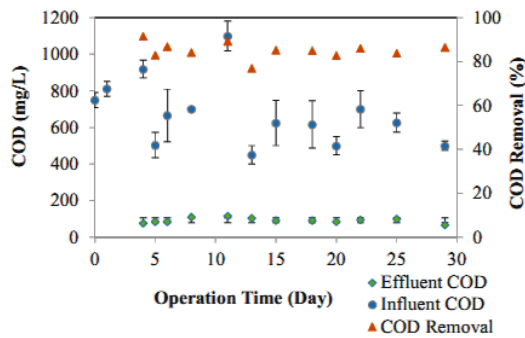 1200
1000
800
600
400
200
0
COD (mg/L)
100
80
60
40
20
0
COD Removal (%)
0 5 10 15 20 25 30
Operation Time (Day)
Effluent COD
Influent COD
COD Removal